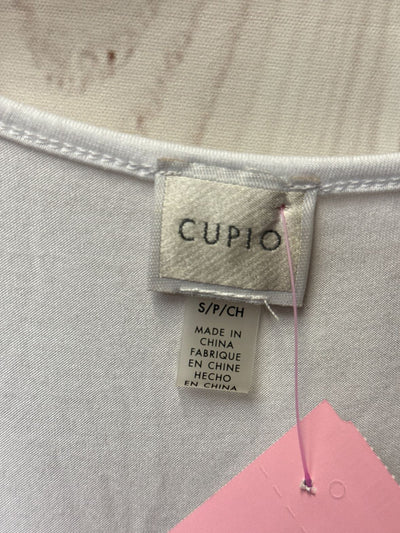 CUPIO
S/P/CH
MADE IN
CHINA
FABRIQUE
EN CHINE
HECHO
EN CHINA